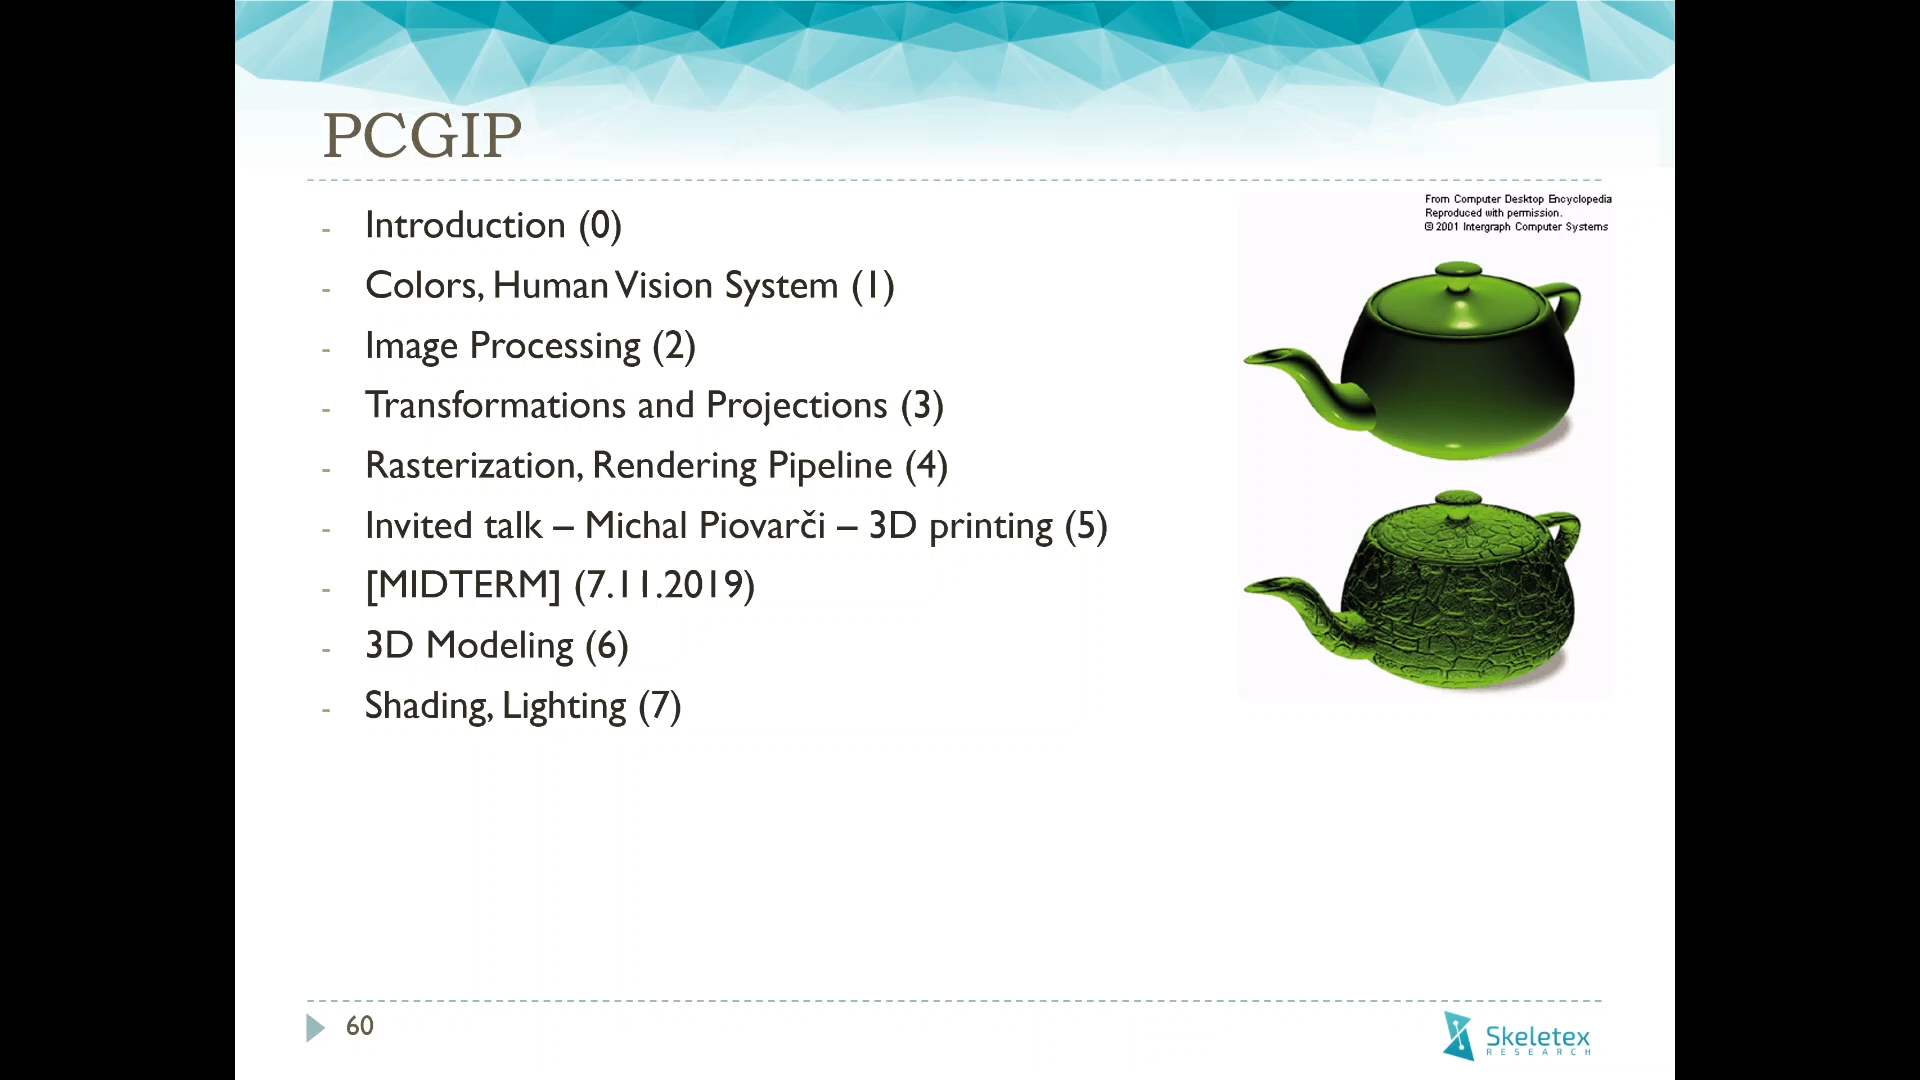 PCGIP
From Computer Desktop Encyclopedia
Reproduced with permission.
© 2001 Intergraph Computer Systems
- Introduction (0)
- Colors, Human Vision System (1)
- Image Processing (2)
- Transformations and Projections (3)
- Rasterization, Rendering Pipeline (4)
- Invited talk – Michal Piovarči – 3D printing (5)
- [MIDTERM] (7.11.2019)
- 3D Modeling (6)
- Shading, Lighting (7)
60
Skeletex
RESEARCH